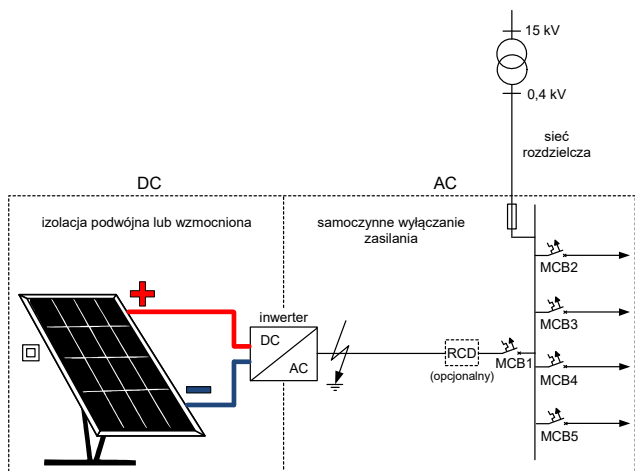 15 kV
0,4 kV
sieć
rozdzielcza
DC
AC
izolacja podwójna lub wzmocniona
samoczynne wyłączanie
zasilania
MCB2
MCB3
inwerter
DC
AC
RCD
(opcjonalny)
MCB1
MCB4
MCB5